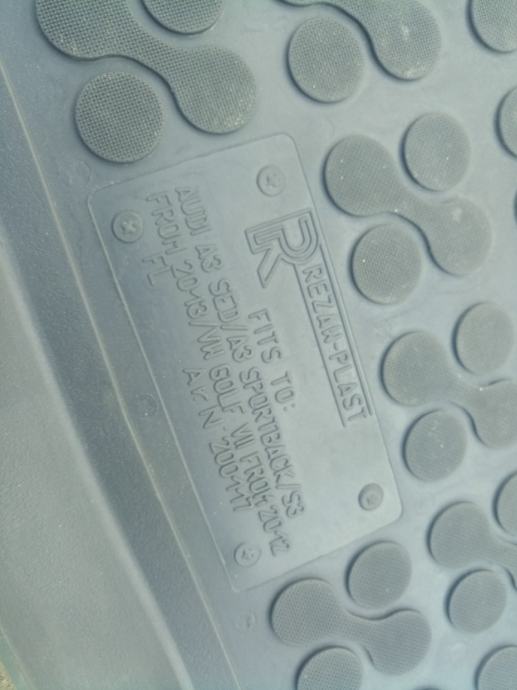 R
REZAW-PLAST
FITS TO:
AUDI A3 SED/A3 SPORTBACK/S3
FROM 2013/VW GOLF VII FROM 2012
FL 200117